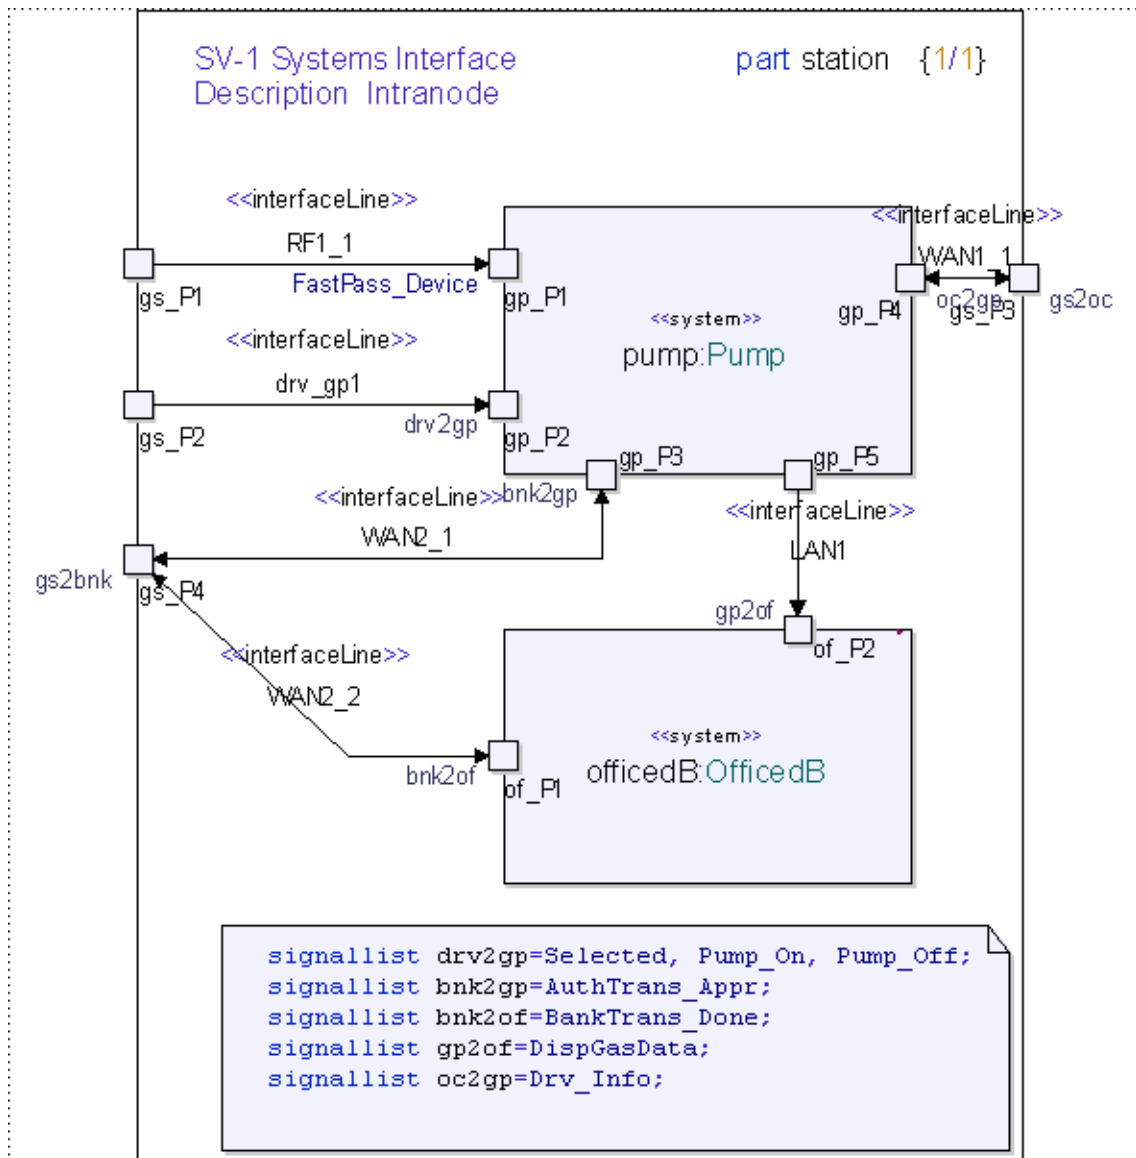 SV-1 Systems Interface
Description Intranode
part station {1/1}
<<interfaceLine>>
RF1_1
FastPass_Device
gs_P1
gp_P1
<<interfaceLine>>
WAN1_1
gp_P4
oc2gp
gs_P3
gs2oc
<<system>>
pump:Pump
<<interfaceLine>>
drv_gp1
drv2gp
gs_P2
gp_P2
gp_P3
gp_P5
<<interfaceLine>>
bnk2gp
WAN2_1
<<interfaceLine>>
LAN1
gs2bnk
gs_P4
gp2of
of_P2
<<interfaceLine>>
WAN2_2
bnk2of
of_P1
<<system>>
officedB:OfficedB
signallist drv2gp=Selected, Pump_On, Pump_Off;
signallist bnk2gp=AuthTrans_Appr;
signallist bnk2of=BankTrans_Done;
signallist gp2of=DispGasData;
signallist oc2gp=Drv_Info;